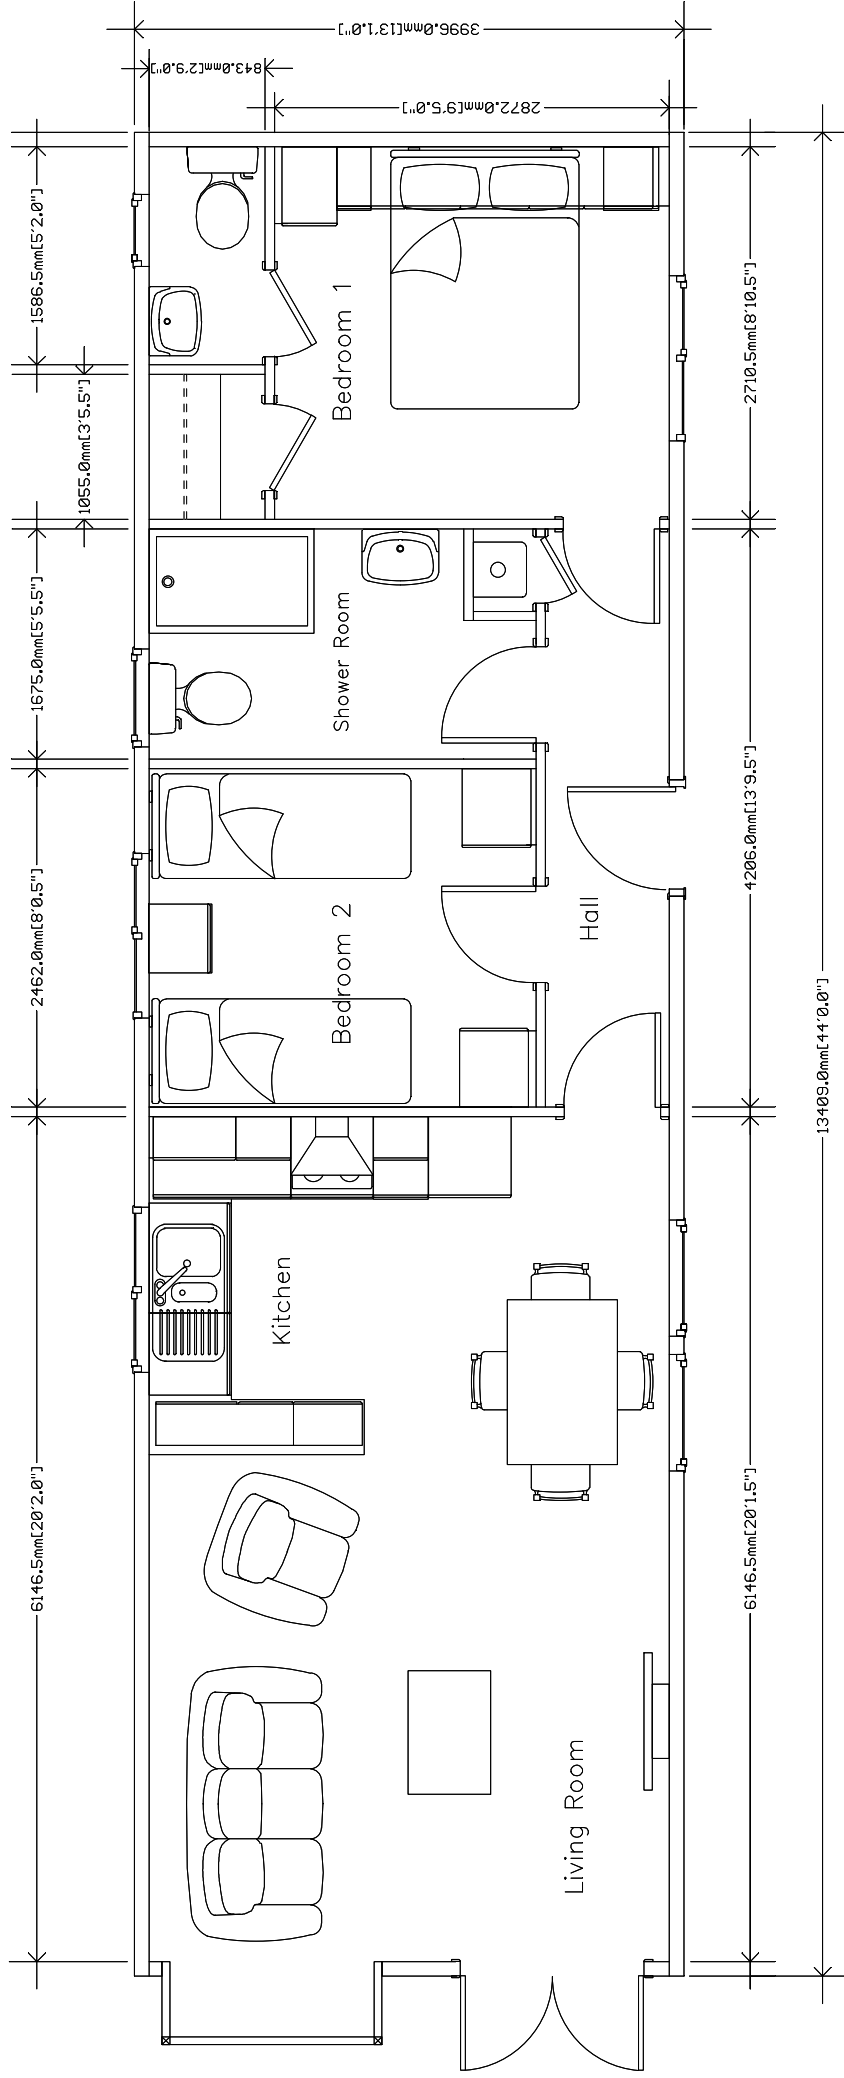 3996.0mm[13'1.0"]
843.0mm[2'9.0"]
2872.0mm[9'5.0"]
1586.5mm[5'2.0"]
1055.0mm[3'5.5"]
1675.0mm[5'5.5"]
2462.0mm[8'0.5"]
6146.5mm[20'2.0"]
Bedroom 1
Shower Room
Bedroom 2
Hall
Kitchen
Living Room
2710.5mm[8'10.5"]
4206.0mm[13'9.5"]
6146.5mm[20'1.5"]
13409.0mm[44'0.0"]